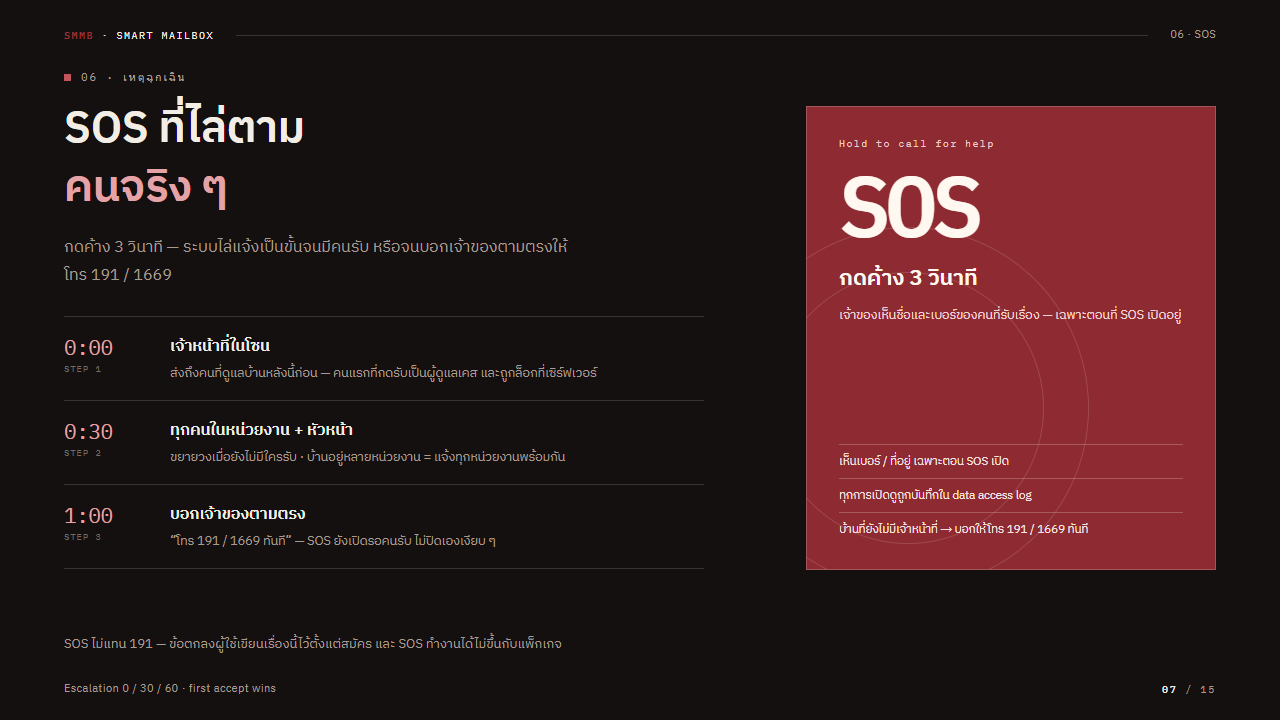 SMMB · SMART MAILBOX
06 · SOS
06 · เหตุฉุกเฉิน
SOS ที่ไล่ตาม
คนจริง ๆ
กดค้าง 3 วินาที — ระบบไล่แจ้งเป็นขั้นจนมีคนรับ หรือจนบอกเจ้าของตามตรงให้
โทร 191 / 1669
0:00
STEP 1
เจ้าหน้าที่ในโซน
ส่งถึงคนที่ดูแลบ้านหลังนี้ก่อน — คนแรกที่กดรับเป็นผู้ดูแลเคส และถูกล็อกที่เซิร์ฟเวอร์
0:30
STEP 2
ทุกคนในหน่วยงาน + หัวหน้า
ขยายวงเมื่อยังไม่มีใครรับ · บ้านอยู่หลายหน่วยงาน = แจ้งทุกหน่วยงานพร้อมกัน
1:00
STEP 3
บอกเจ้าของตามตรง
“โทร 191 / 1669 ทันที” — SOS ยังเปิดรอคนรับ ไม่ปิดเองเงียบ ๆ
Hold to call for help
SOS
กดค้าง 3 วินาที
เจ้าของเห็นชื่อและเบอร์ของคนที่รับเรื่อง — เฉพาะตอนที่ SOS เปิดอยู่
เห็นเบอร์ / ที่อยู่ เฉพาะตอน SOS เปิด
ทุกการเปิดดูถูกบันทึกใน data access log
บ้านที่ยังไม่มีเจ้าหน้าที่ → บอกให้โทร 191 / 1669 ทันที
SOS ไม่แทน 191 — ข้อตกลงผู้ใช้เขียนเรื่องนี้ไว้ตั้งแต่สมัคร และ SOS ทำงานได้ไม่ขึ้นกับแพ็กเกจ
Escalation 0 / 30 / 60 · first accept wins
07 / 15